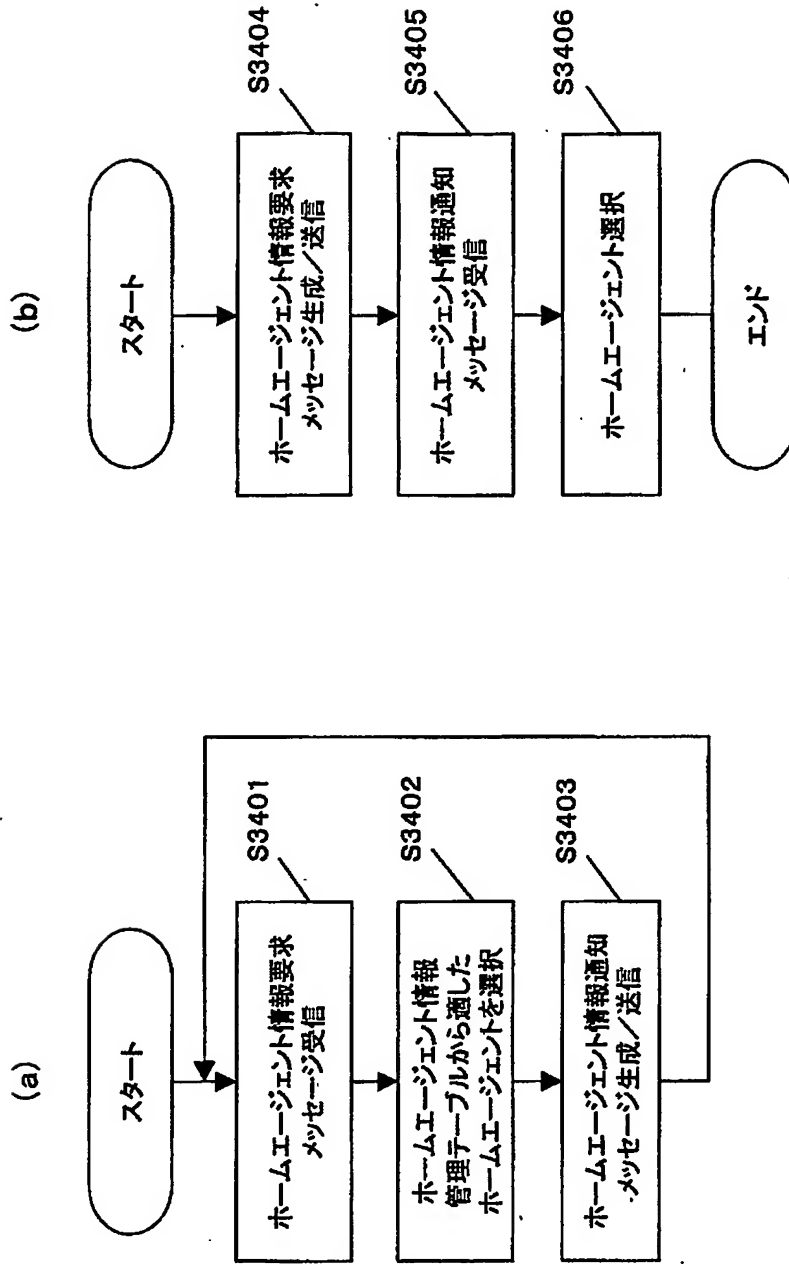 (a)
スタート
ホームエージェント情報要求
メッセージ受信
S3401
ホームエージェント情報
管理テーブルから適した
ホームエージェントを選択
S3402
ホームエージェント情報通知
メッセージ生成／送信
S3403
(b)
スタート
ホームエージェント情報要求
メッセージ生成／送信
S3404
ホームエージェント情報通知
メッセージ受信
S3405
ホームエージェント選択
S3406
エンド